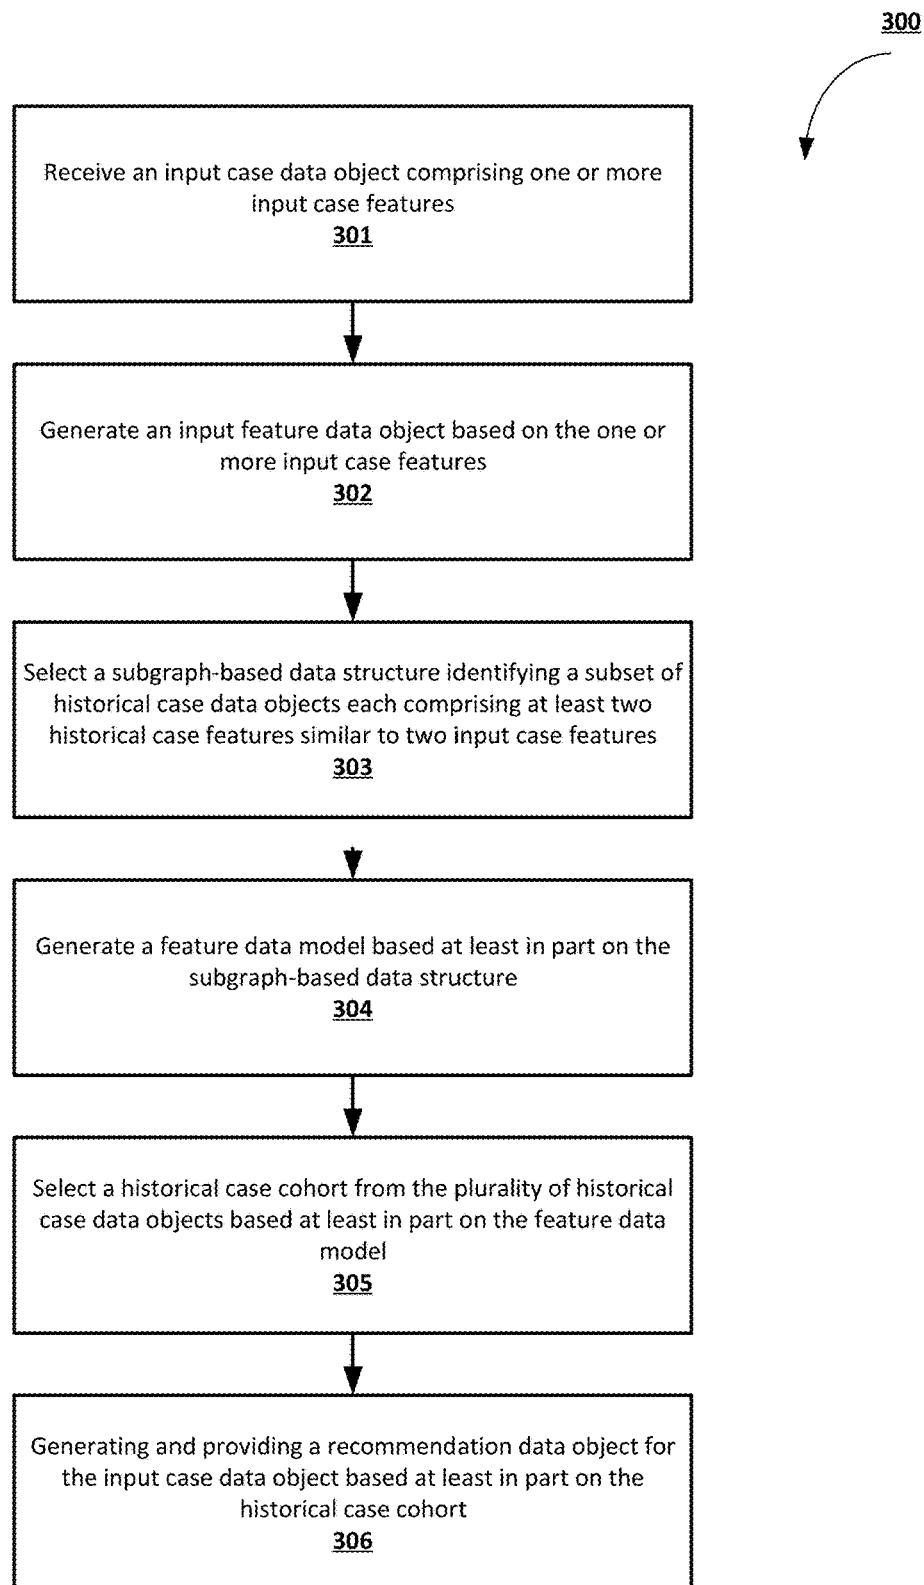 300
Receive an input case data object comprising one or more
input case features
301
Generate an input feature data object based on the one or
more input case features
302
Select a subgraph-based data structure identifying a subset of
historical case data objects each comprising at least two
historical case features similar to two input case features
303
Generate a feature data model based at least in part on the
subgraph-based data structure
304
Select a historical case cohort from the plurality of historical
case data objects based at least in part on the feature data
model
305
Generating and providing a recommendation data object for
the input case data object based at least in part on the
historical case cohort
306